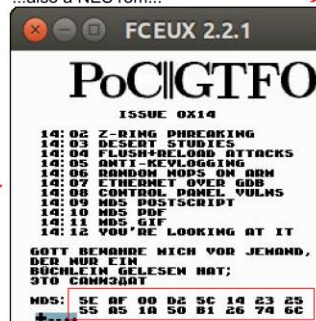 ...also a NES rom...
FCEUX 2.2.1
PoC||GTFO
ISSUE 0X14
14:02 Z-RING PHREAKING
14:03 DESERT STUDIES
14:04 FLUSH+RELOAD ATTACKS
14:05 ANTI-KEYLOGGING
14:06 RANDOM NOPS ON ARM
14:07 ETHERNET OVER GDB
14:08 CONTROL PANEL VULNS
14:09 MD5 POSTSCRIPT
14:10 MD5 PDF
14:11 MD5 GIF
14:12 YOU'RE LOOKING AT IT
GOTT BEWAHRE MICH VOR JEMAND,
DER NUR EIN
BÜCHLEIN GELESEN HAT;
ЭТО САМИЗДАТ
MD5: 5E AF 00 D2 5C 14 23 25
55 A5 1A 50 B1 26 74 6C